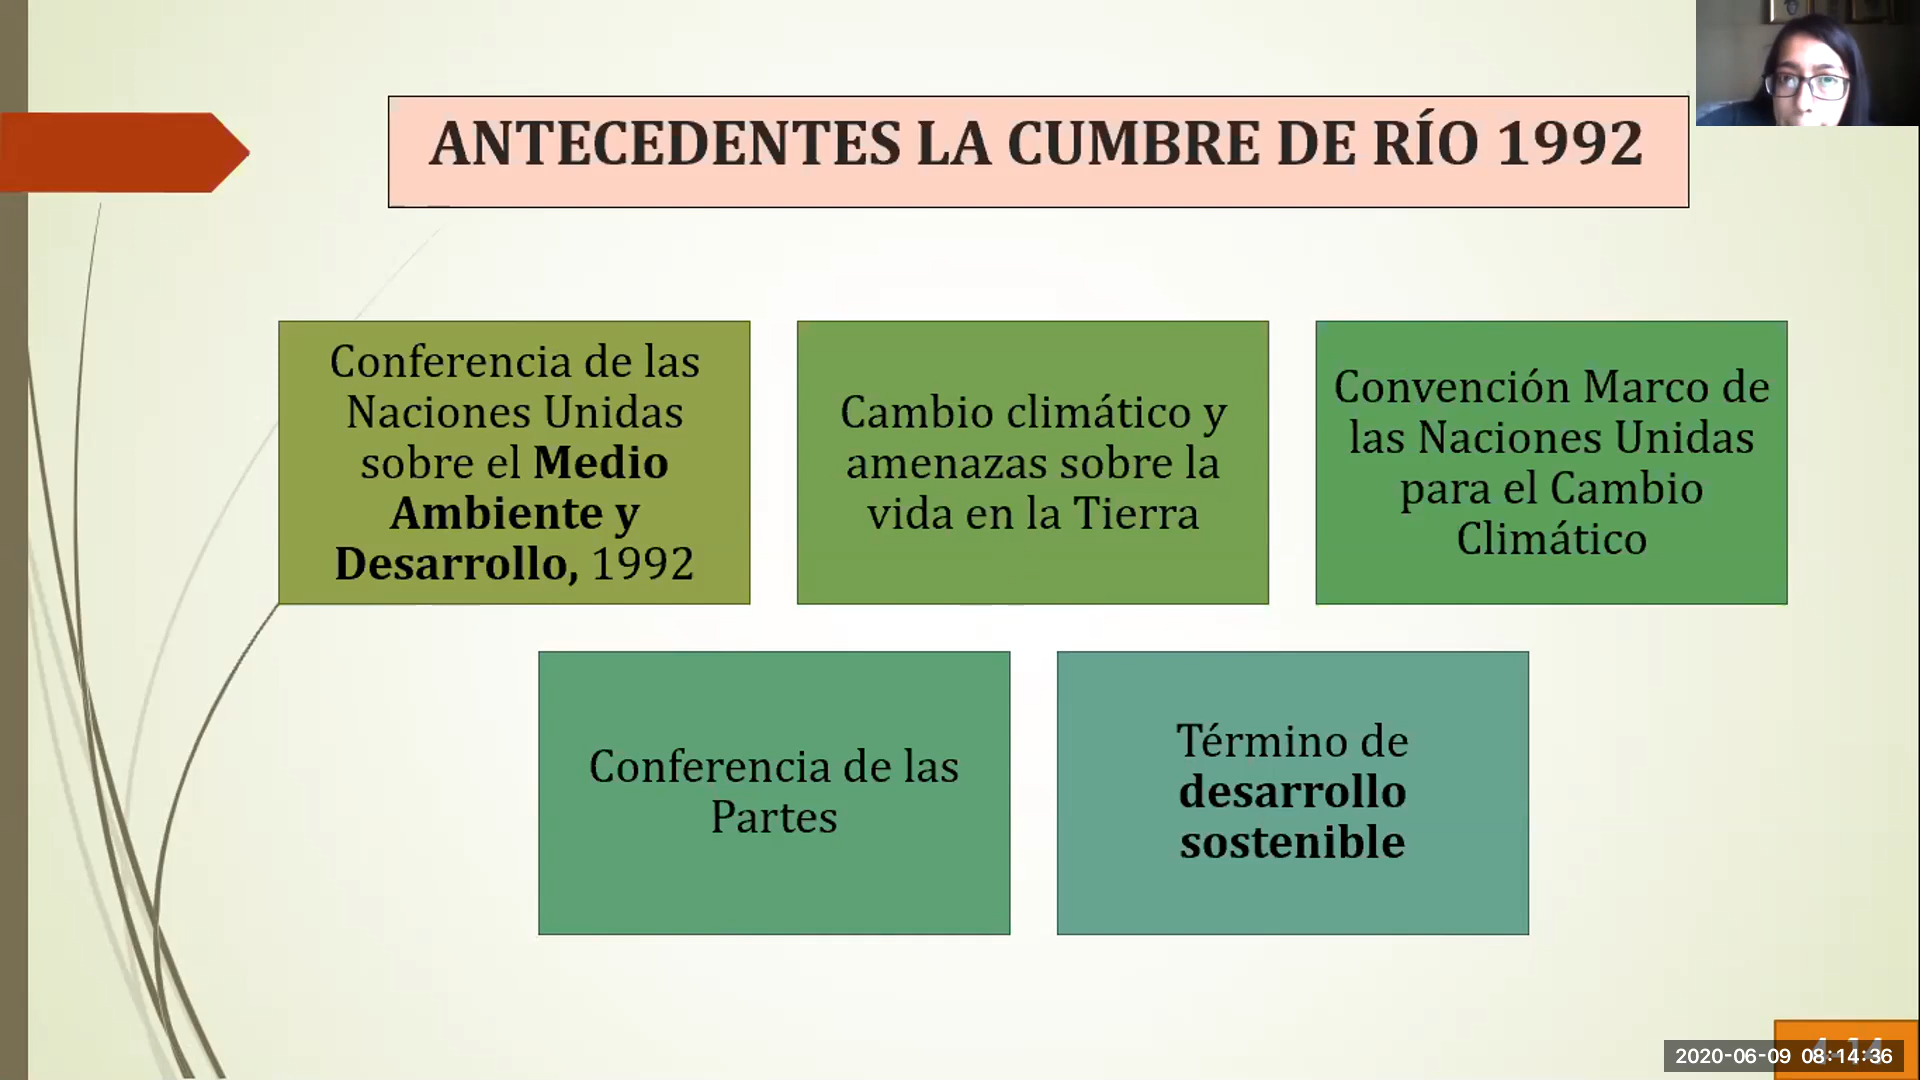 ANTECEDENTES LA CUMBRE DE RÍO 1992
Conferencia de las
Naciones Unidas
sobre el Medio
Ambiente y
Desarrollo, 1992
Cambio climático y
amenazas sobre la
vida en la Tierra
Convención Marco de
las Naciones Unidas
para el Cambio
Climático
Conferencia de las
Partes
Término de
desarrollo
sostenible
2020-06-09 08:14:36